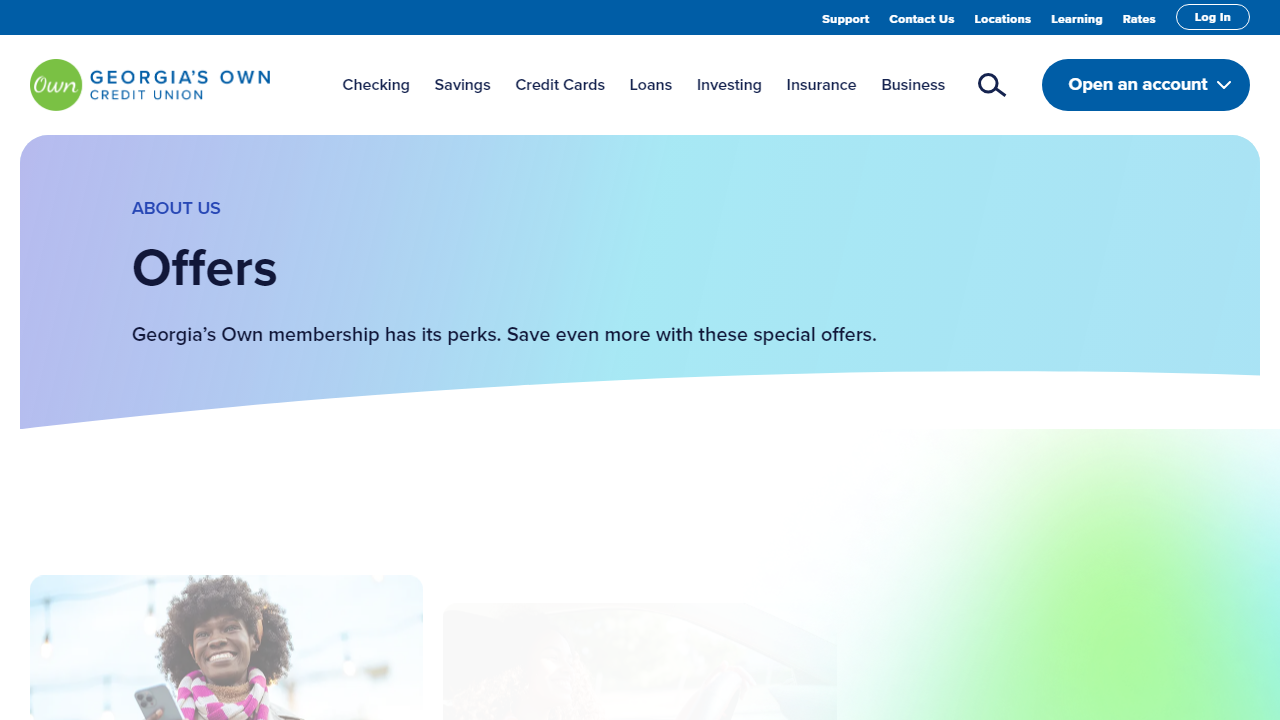 Support Contact Us Locations Learning Rates Log In
Own GEORGIA'S OWN
CREDIT UNION
Checking Savings Credit Cards Loans Investing Insurance Business Open an account
ABOUT US
Offers
Georgia’s Own membership has its perks. Save even more with these special offers.